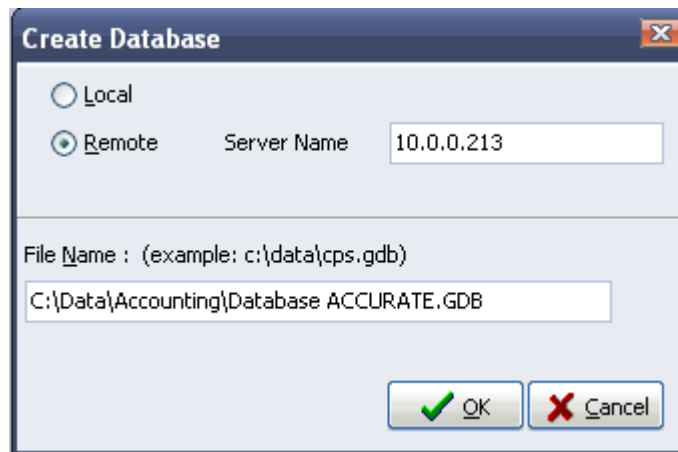 Create Database
Local
Remote Server Name 10.0.0.213
File Name : (example: c:\data\cps.gdb)
C:\Data\Accounting\Database ACCURATE.GDB
OK Cancel